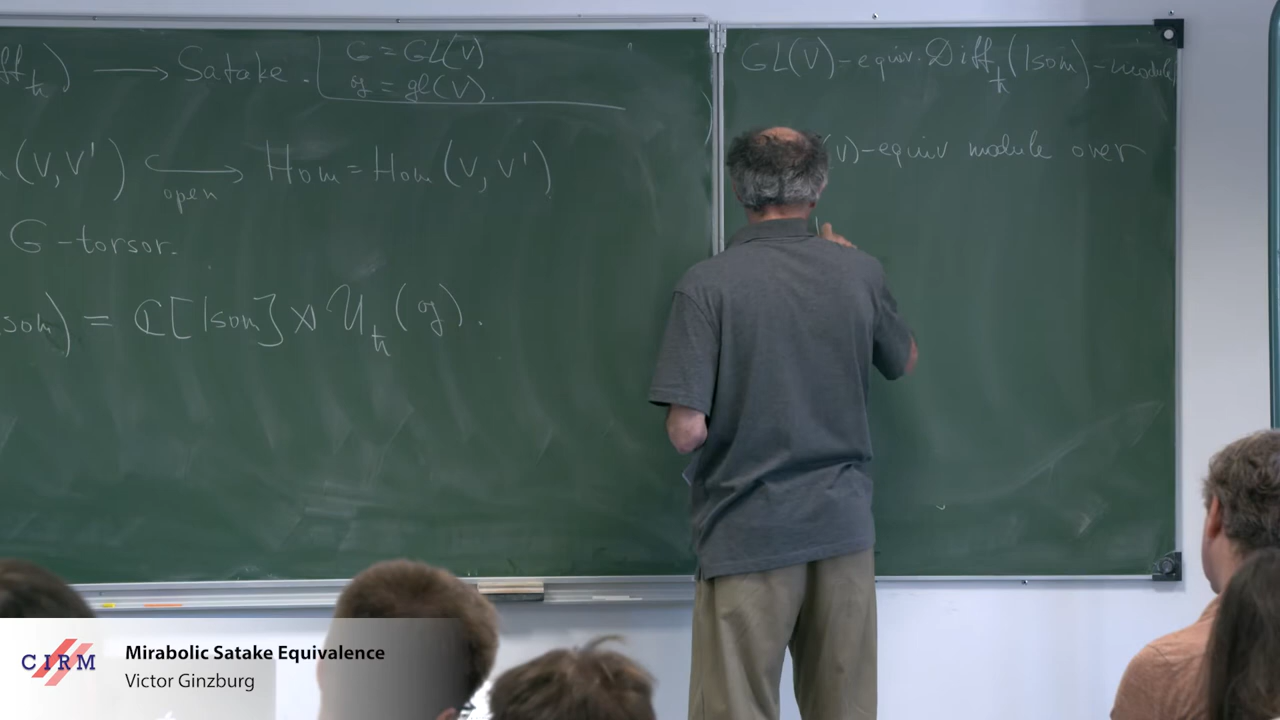 ff_ħ) ⟶ Satake.
G = GL(V)
g = gl(V).
(V,V') ↪ Hom = Hom(V,V')
open
G-torsor.
som) = ℂ[Isom] ⋊ U_ħ(g).
GL(V)-equiv. Diff_ħ(Isom)-module
(V)-equiv module over
CIRM
Mirabolic Satake Equivalence
Victor Ginzburg